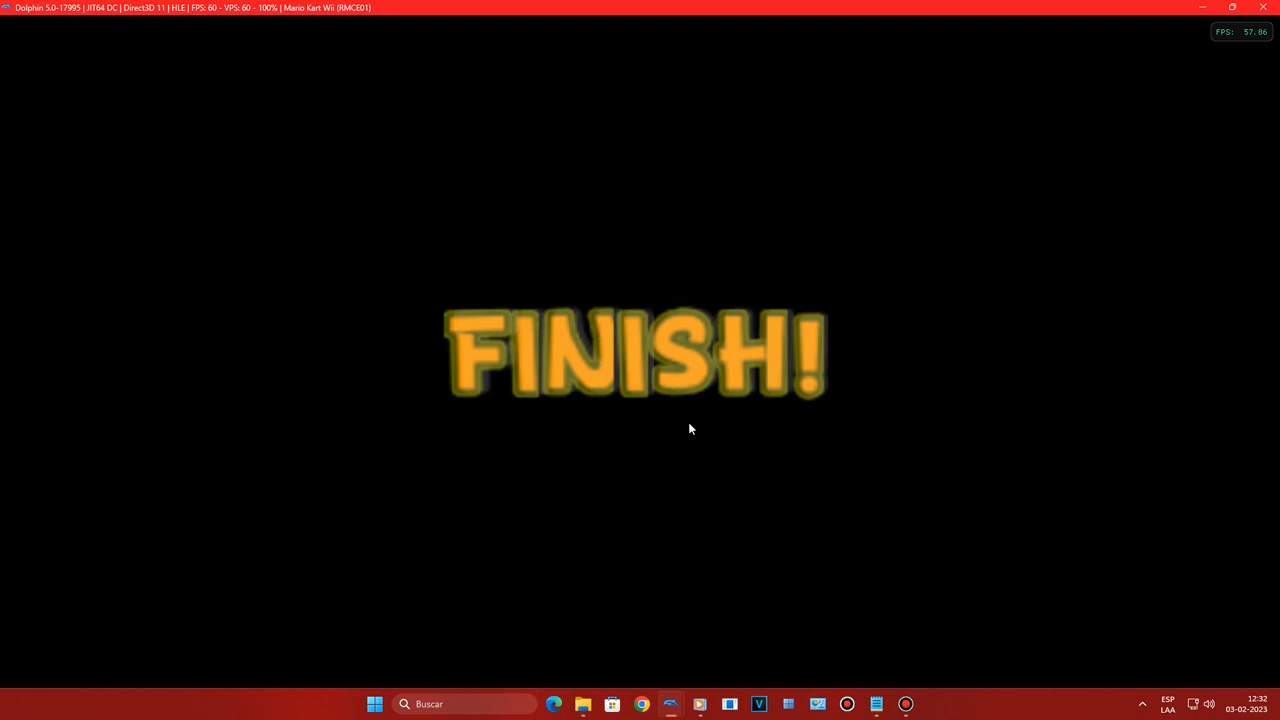 Dolphin 5.0-17995 | JIT64 DC | Direct3D 11 | HLE | FPS: 60 - VPS: 60 - 100% | Mario Kart Wii (RMCE01)
FPS: 57.86
FINISH!
Buscar
V
ESP
LAA
12:32
03-02-2023